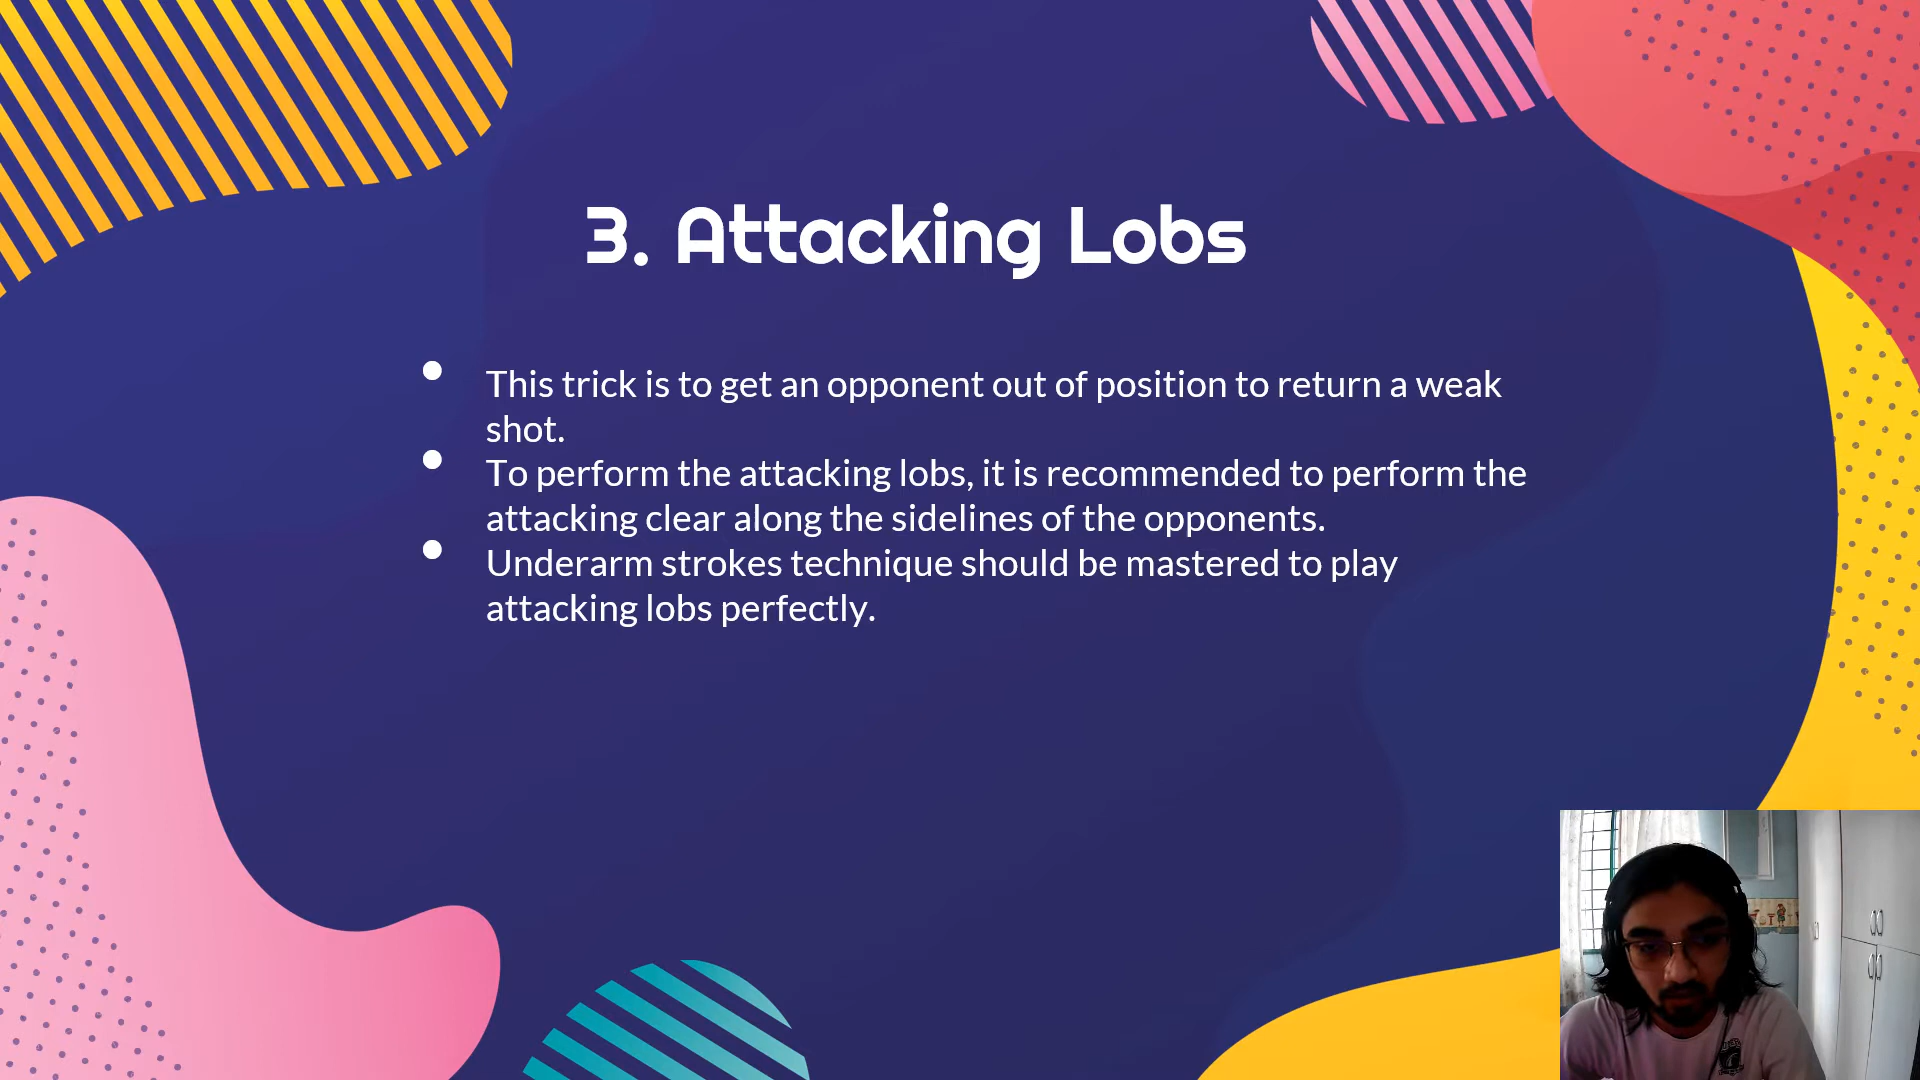 3. Attacking Lobs
This trick is to get an opponent out of position to return a weak
shot.
To perform the attacking lobs, it is recommended to perform the
attacking clear along the sidelines of the opponents.
Underarm strokes technique should be mastered to play
attacking lobs perfectly.